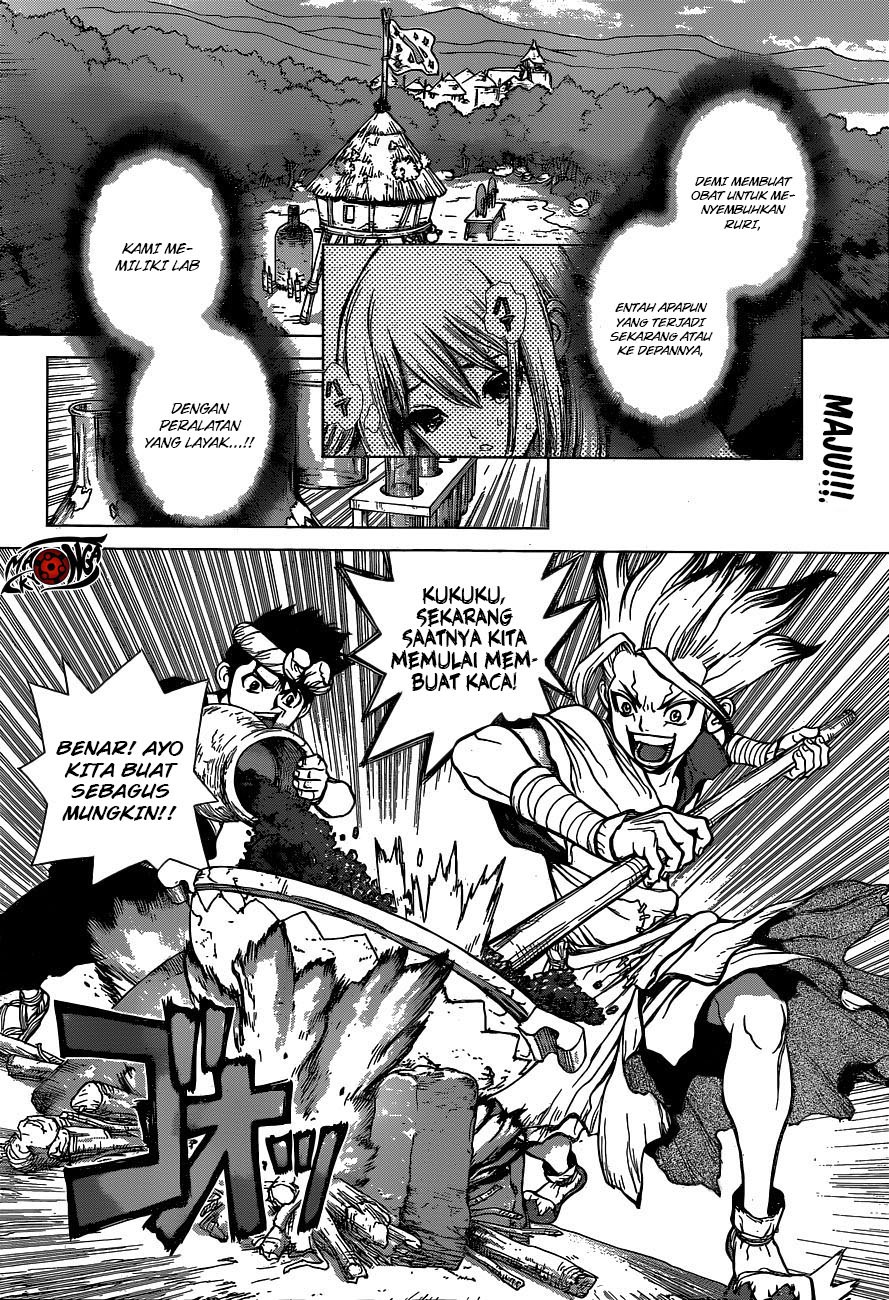 DEMI MEMBUAT
OBAT UNTUK ME-
NYEMBUHKAN
RURI,
ENTAH APAPUN
YANG TERJADI
SEKARANG ATAU
KE DEPANNYA,
KAMI ME-
MILIKI LAB
DENGAN
PERALATAN
YANG LAYAK...!!
MAJU!!!!
KUKUKU,
SEKARANG
SAATNYA KITA
MEMULAI MEM-
BUAT KACA!
BENAR! AYO
KITA BUAT
SEBAGUS
MUNGKIN!!
ゴオッ